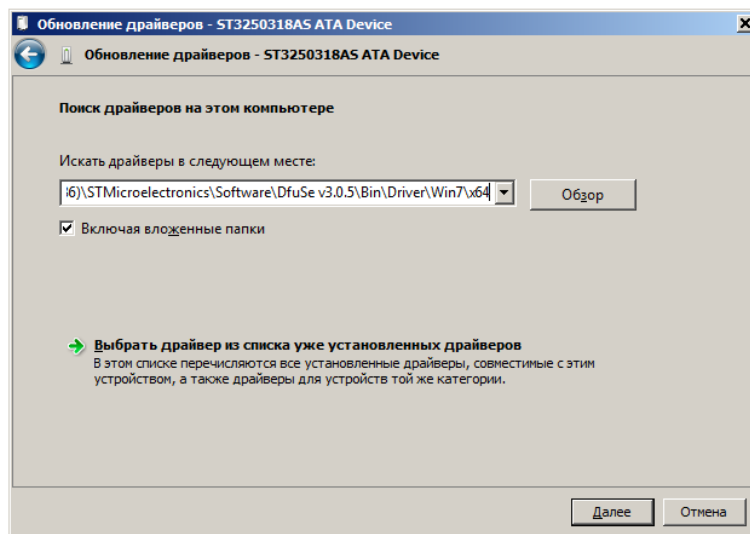 Обновление драйверов - ST3250318AS ATA Device
Обновление драйверов - ST3250318AS ATA Device
Поиск драйверов на этом компьютере
Искать драйверы в следующем месте:
6)\STMicroelectronics\Software\DfuSe v3.0.5\Bin\Driver\Win7\x64
Обзор
Включая вложенные папки
Выбрать драйвер из списка уже установленных драйверов
В этом списке перечисляются все установленные драйверы, совместимые с этим
устройством, а также драйверы для устройств той же категории.
Далее
Отмена